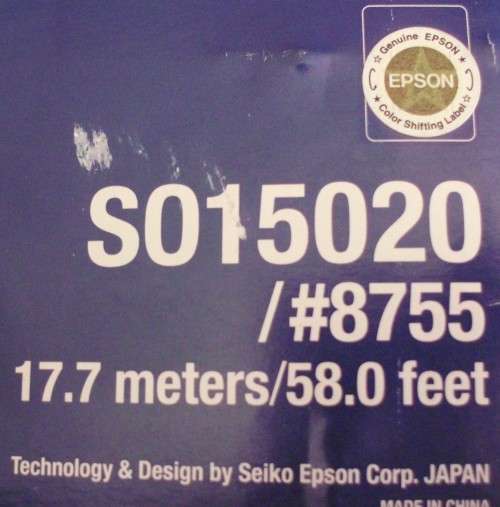 Genuine EPSON
EPSON
Color Shifting Label
S015020
/#8755
17.7 meters/58.0 feet
Technology & Design by Seiko Epson Corp. JAPAN
MADE IN CHINA